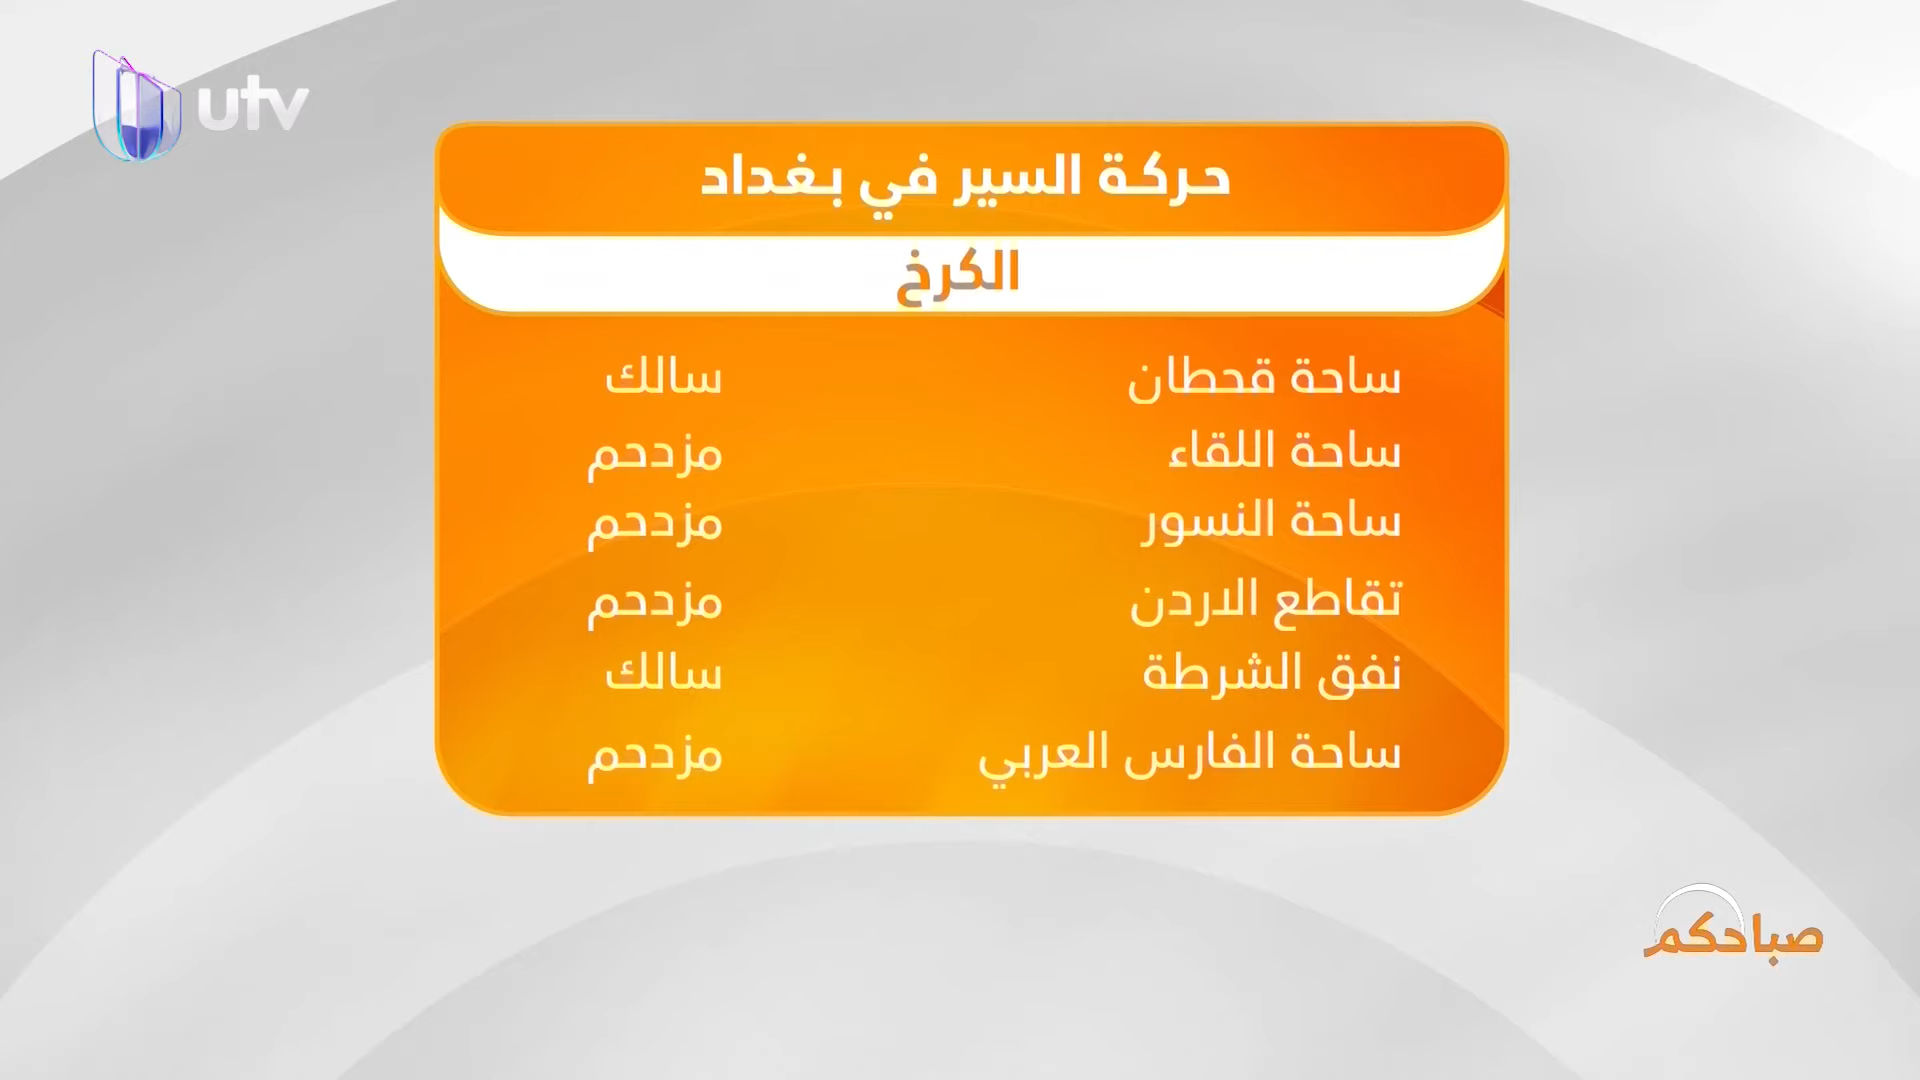 utv
حركة السير في بغداد
الكرخ
ساحة قحطان سالك
ساحة اللقاء مزدحم
ساحة النسور مزدحم
تقاطع الاردن مزدحم
نفق الشرطة سالك
ساحة الفارس العربي مزدحم
صباحكم